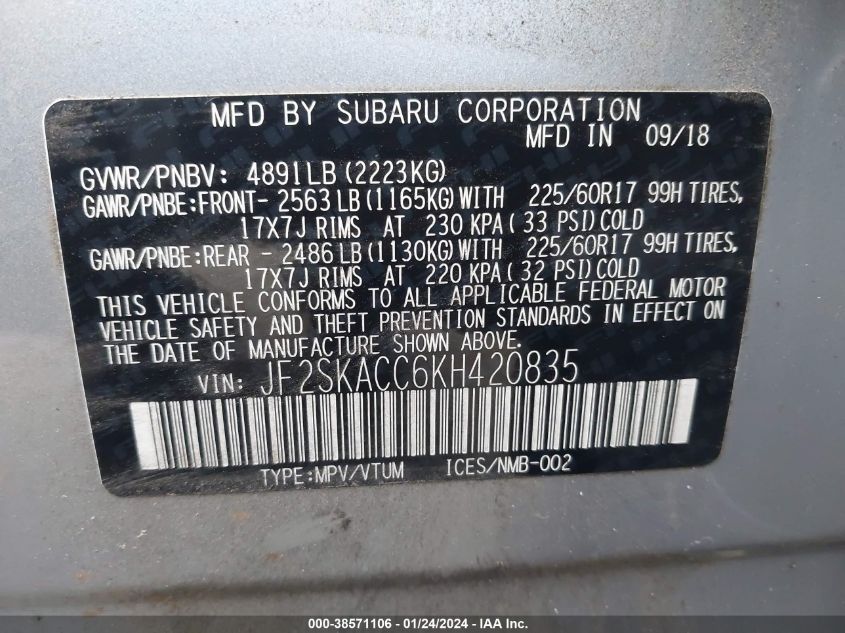 MFD BY SUBARU CORPORATION
MFD IN 09/18
GVWR/PNBV: 4891LB (2223KG)
GAWR/PNBE:FRONT- 2563LB (1165KG) WITH 225/60R17 99H TIRES,
17X7J RIMS AT 230 KPA ( 33 PSI) COLD
GAWR/PNBE:REAR - 2486LB (1130KG) WITH 225/60R17 99H TIRES,
17X7J RIMS AT 220 KPA ( 32 PSI) COLD
THIS VEHICLE CONFORMS TO ALL APPLICABLE FEDERAL MOTOR
VEHICLE SAFETY AND THEFT PREVENTION STANDARDS IN EFFECT ON
THE DATE OF MANUFACTURE SHOWN ABOVE.
VIN: JF2SKACC6KH420835
TYPE:MPV/VTUM ICES/NMB-002
000-38571106 - 01/24/2024 - IAA Inc.